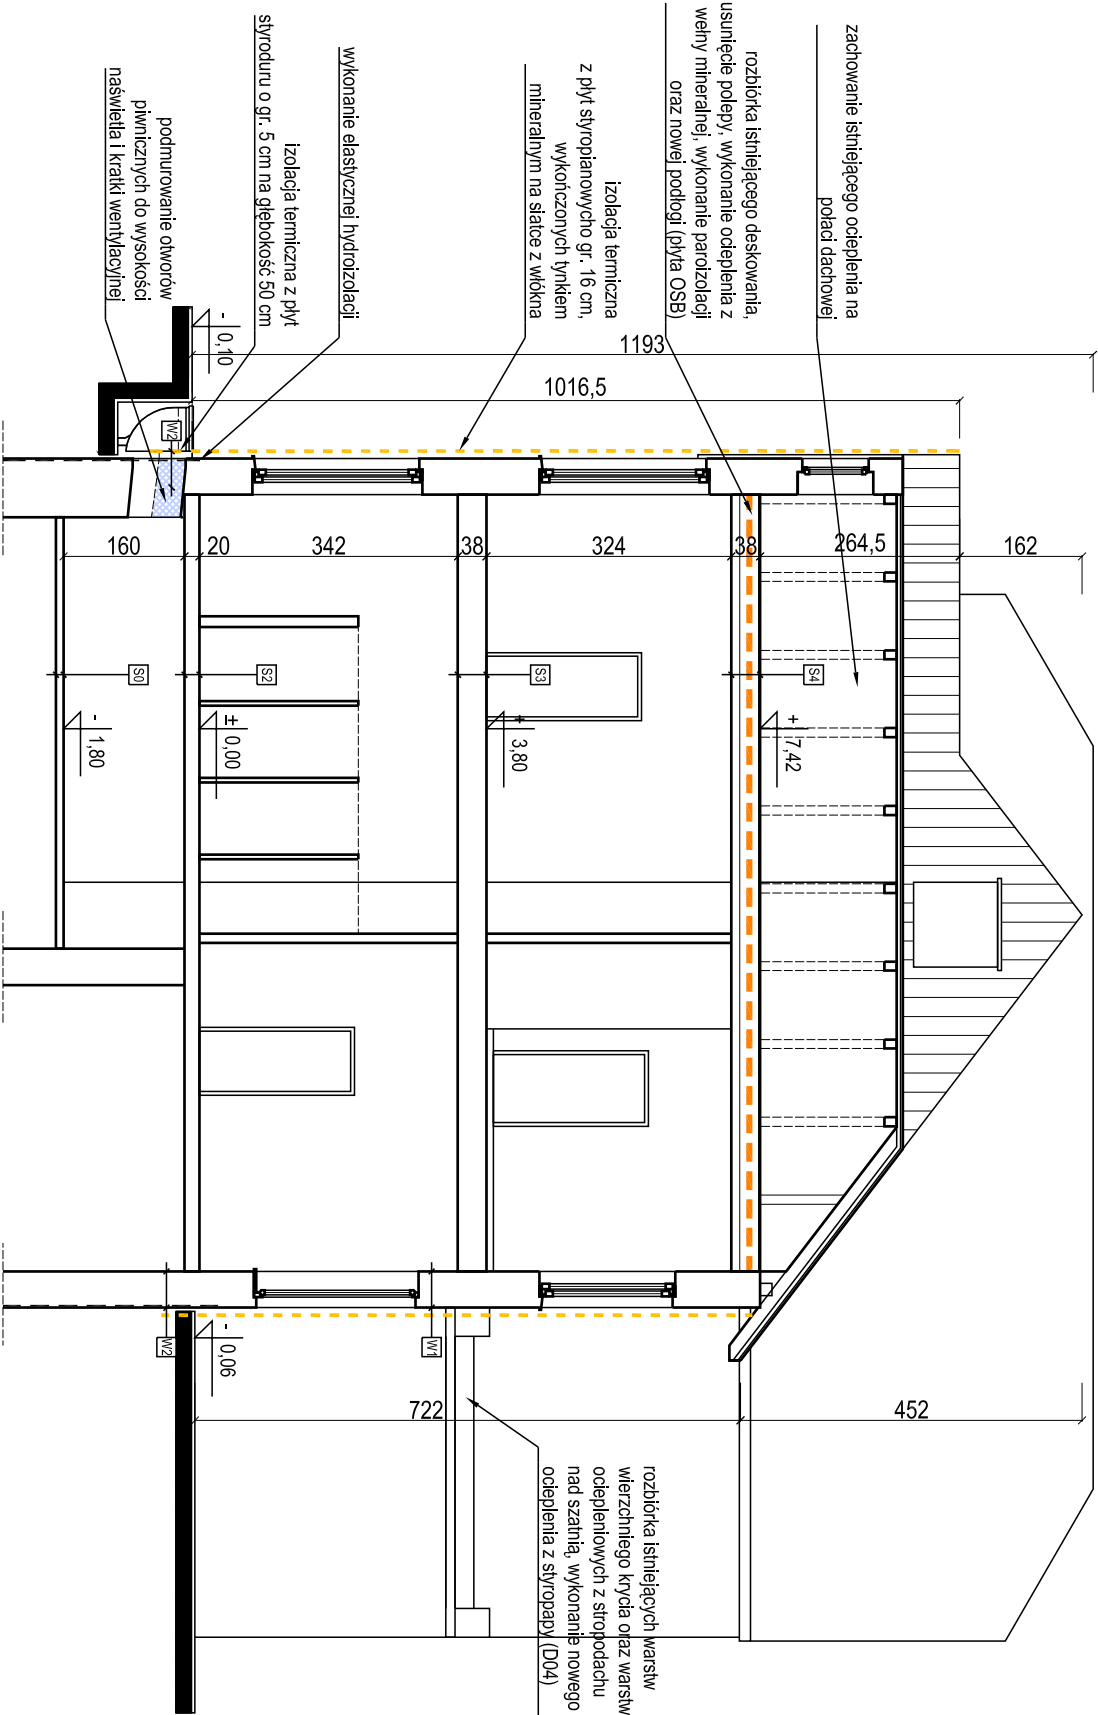 zachowanie istniejącego ocieplenia na
połaci dachowej
rozbiórka istniejącego deskowania,
usunięcie polepy, wykonanie ocieplenia z
wełny mineralnej, wykonanie paroizolacji
oraz nowej podłogi (płyta OSB)
izolacja termiczna
z płyt styropianowycho gr. 16 cm,
wykończonych tynkiem
mineralnym na siatce z włókna
wykonanie elastycznej hydroizolacji
izolacja termiczna z płyt
styroduru o gr. 5 cm na głębokość 50 cm
podmurowanie otworów
piwnicznych do wysokości
naświetla i kratki wentylacyjnej
- 0,10
1193
1016,5
W2
160
20
342
38
324
38
264,5
162
S0
S2
S3
S4
- 1,80
± 0,00
+ 3,80
+ 7,42
W2
W1
- 0,06
722
452
rozbiórka istniejących warstw
wierzchniego krycia oraz warstw
ociepleniowych z stropodachu
nad szatnią, wykonanie nowego
ocieplenia z styropapy (D04)